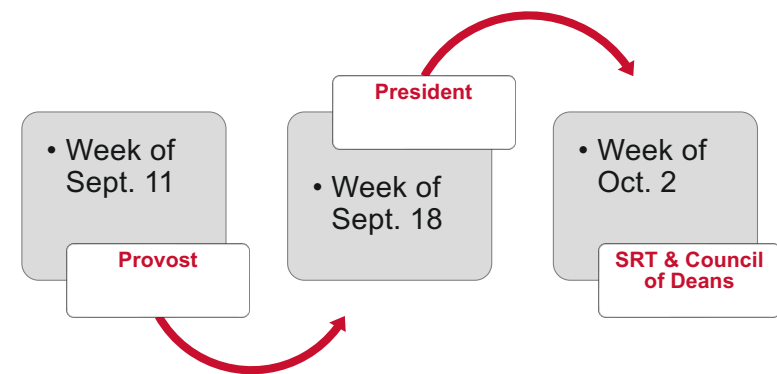 • Week of
Sept. 11
Provost
President
• Week of
Sept. 18
• Week of
Oct. 2
SRT & Council
of Deans